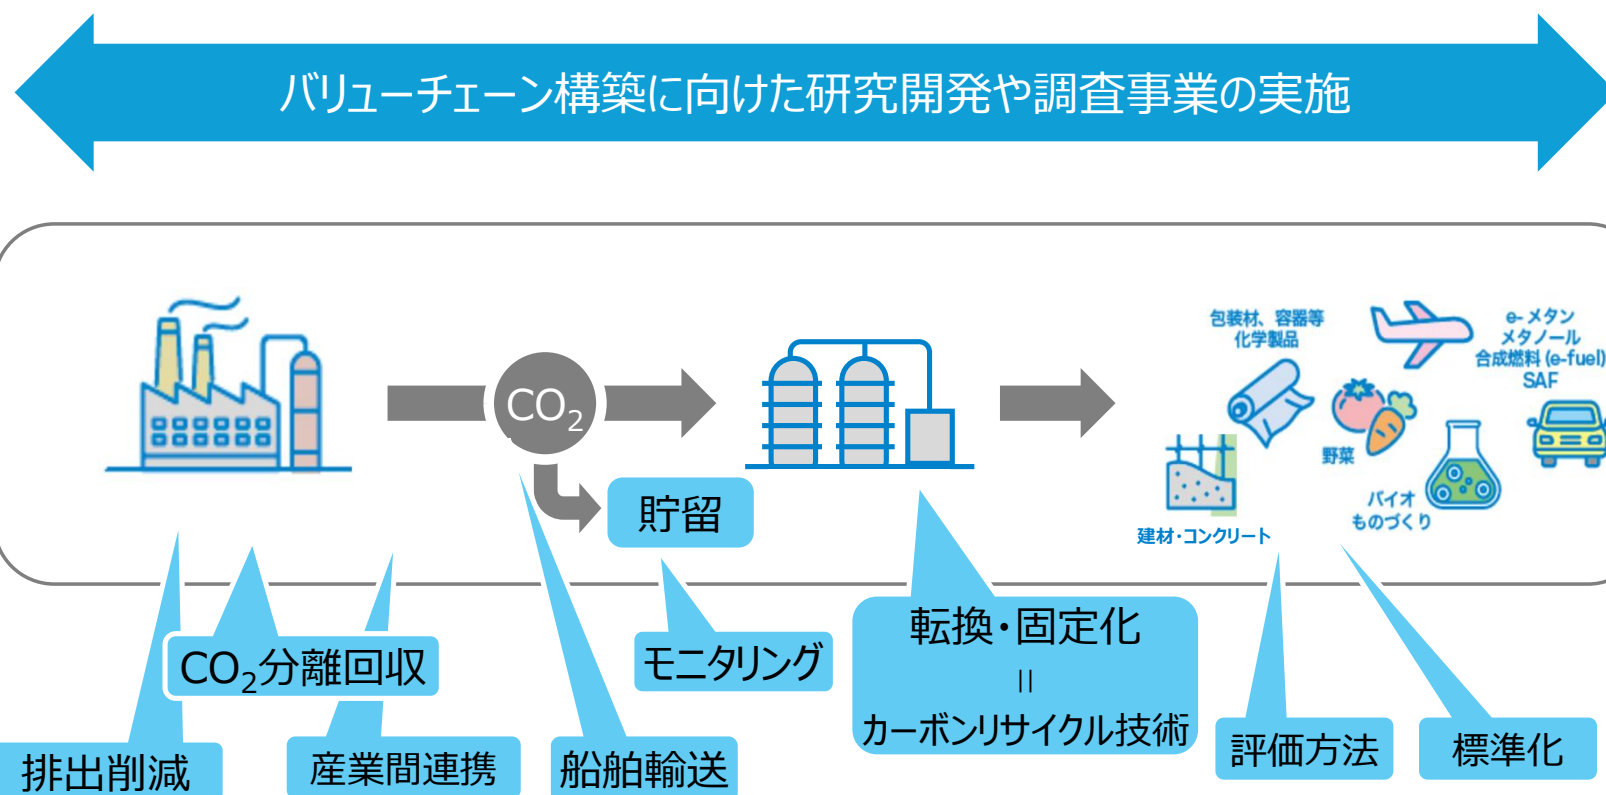 バリューチェーン構築に向けた研究開発や調査事業の実施
包装材、容器等
化学製品
e-メタン
メタノール
合成燃料 (e-fuel)
SAF
CO₂
野菜
バイオ
ものづくり
建材・コンクリート
貯留
転換・固定化
＝
カーボンリサイクル技術
CO₂分離回収
モニタリング
排出削減
産業間連携
船舶輸送
評価方法
標準化